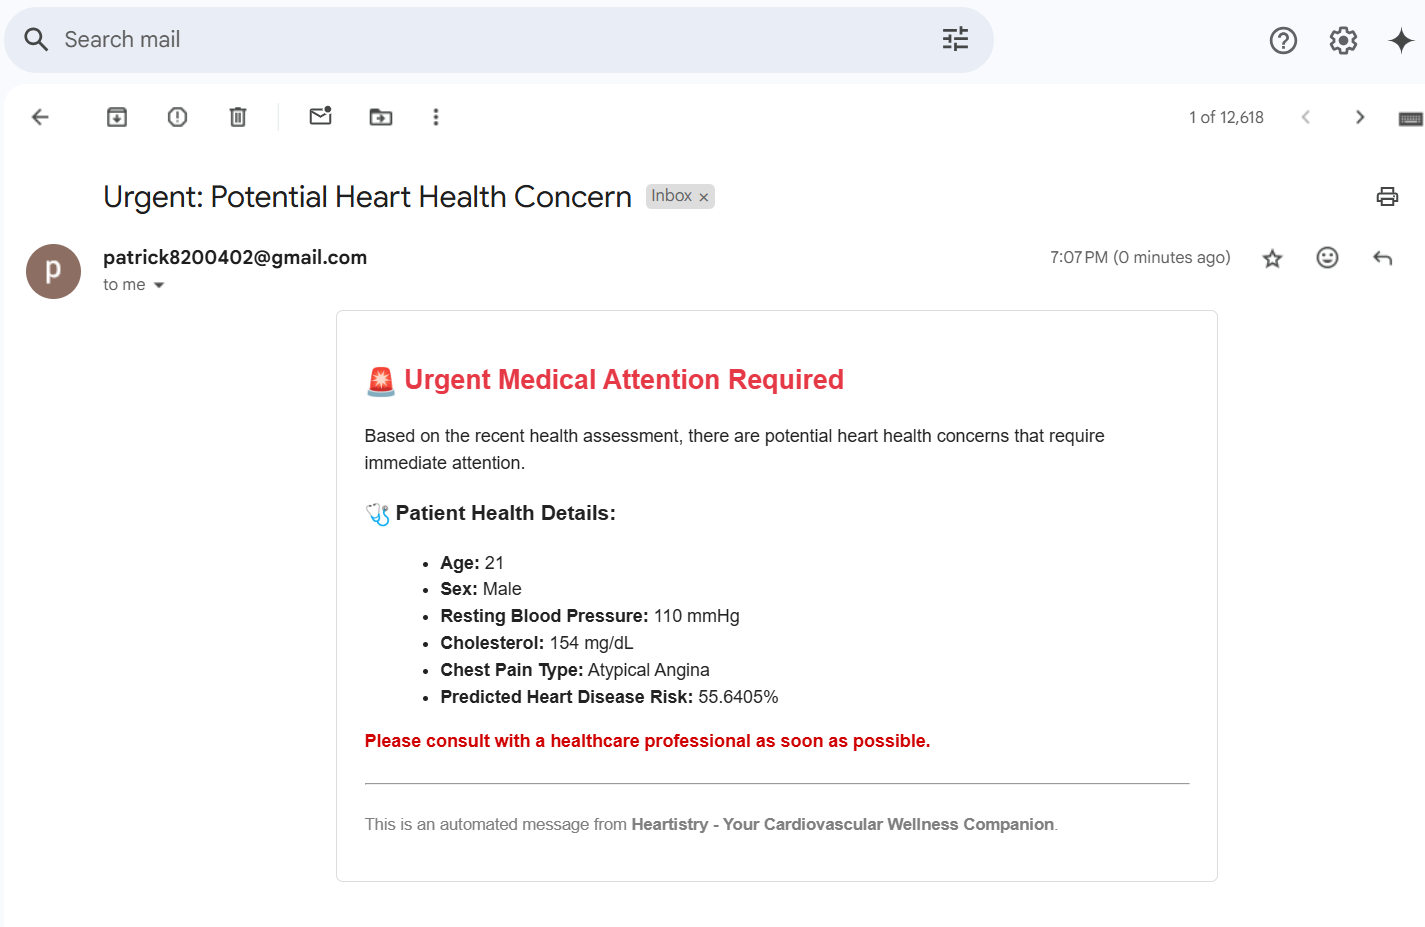 Search mail
1 of 12,618
Urgent: Potential Heart Health Concern Inbox ×
p
patrick8200402@gmail.com 7:07 PM (0 minutes ago)
to me
🚨 Urgent Medical Attention Required
Based on the recent health assessment, there are potential heart health concerns that require
immediate attention.
🩺 Patient Health Details:
• Age: 21
• Sex: Male
• Resting Blood Pressure: 110 mmHg
• Cholesterol: 154 mg/dL
• Chest Pain Type: Atypical Angina
• Predicted Heart Disease Risk: 55.6405%
Please consult with a healthcare professional as soon as possible.
This is an automated message from Heartistry - Your Cardiovascular Wellness Companion.